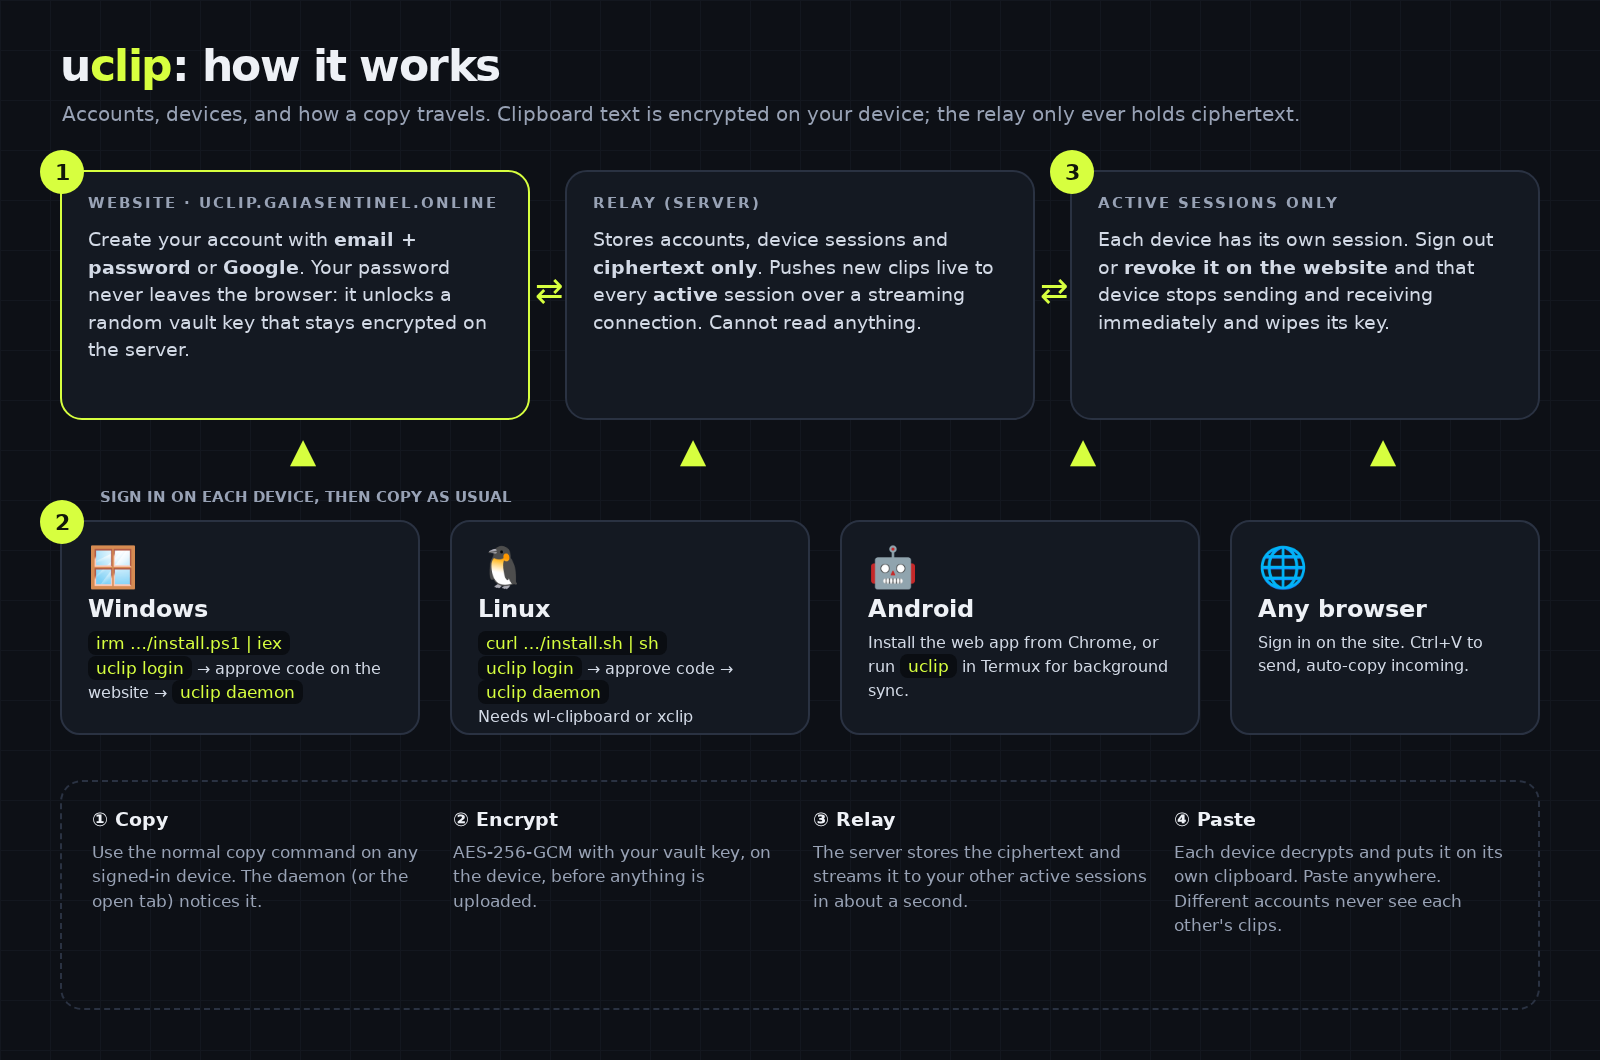 uclip: how it works
Accounts, devices, and how a copy travels. Clipboard text is encrypted on your device; the relay only ever holds ciphertext.
1
WEBSITE · UCLIP.GAIASENTINEL.ONLINE
Create your account with email +
password or Google. Your password
never leaves the browser: it unlocks a
random vault key that stays encrypted on
the server.
⇄
RELAY (SERVER)
Stores accounts, device sessions and
ciphertext only. Pushes new clips live to
every active session over a streaming
connection. Cannot read anything.
⇄
3
ACTIVE SESSIONS ONLY
Each device has its own session. Sign out
or revoke it on the website and that
device stops sending and receiving
immediately and wipes its key.
SIGN IN ON EACH DEVICE, THEN COPY AS USUAL
2
Windows
irm …/install.ps1 | iex
uclip login → approve code on the
website → uclip daemon
Linux
curl …/install.sh | sh
uclip login → approve code →
uclip daemon
Needs wl-clipboard or xclip
Android
Install the web app from Chrome, or
run uclip in Termux for background
sync.
Any browser
Sign in on the site. Ctrl+V to
send, auto-copy incoming.
① Copy
Use the normal copy command on any
signed-in device. The daemon (or the
open tab) notices it.
② Encrypt
AES-256-GCM with your vault key, on
the device, before anything is
uploaded.
③ Relay
The server stores the ciphertext and
streams it to your other active sessions
in about a second.
④ Paste
Each device decrypts and puts it on its
own clipboard. Paste anywhere.
Different accounts never see each
other's clips.